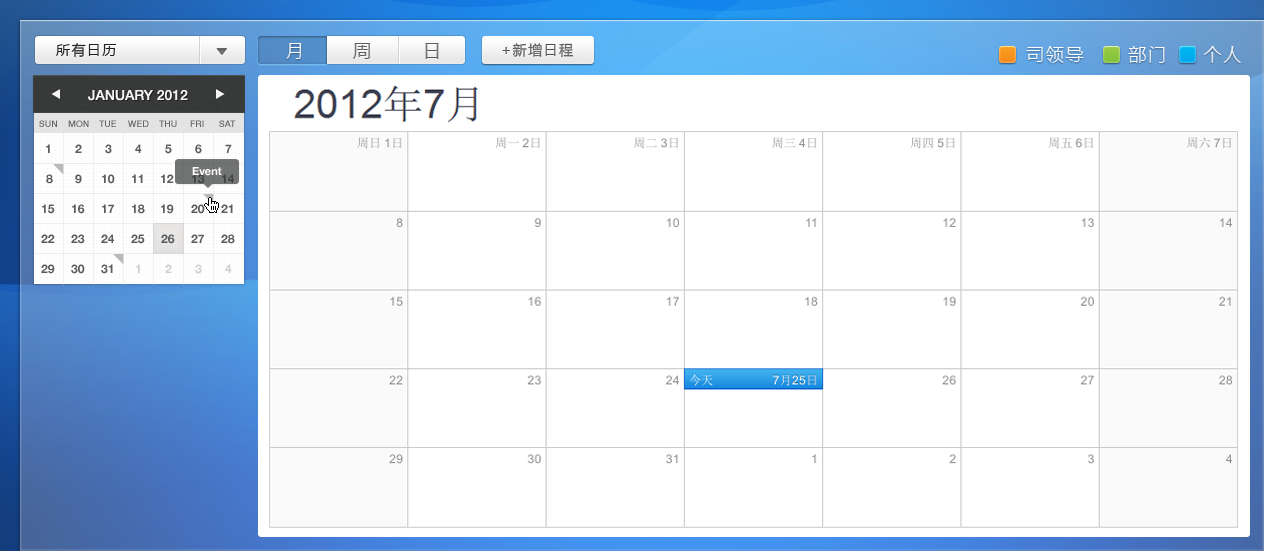 所有日历
月 周 日 +新增日程
司领导 部门 个人
JANUARY 2012
SUN MON TUE WED THU FRI SAT
1 2 3 4 5 6 7
Event
8 9 10 11 12 13 14
15 16 17 18 19 20 21
22 23 24 25 26 27 28
29 30 31 1 2 3 4
2012年7月
周日 1日 周一 2日 周二 3日 周三 4日 周四 5日 周五 6日 周六 7日
8 9 10 11 12 13 14
15 16 17 18 19 20 21
22 23 24 今天 7月25日 26 27 28
29 30 31 1 2 3 4